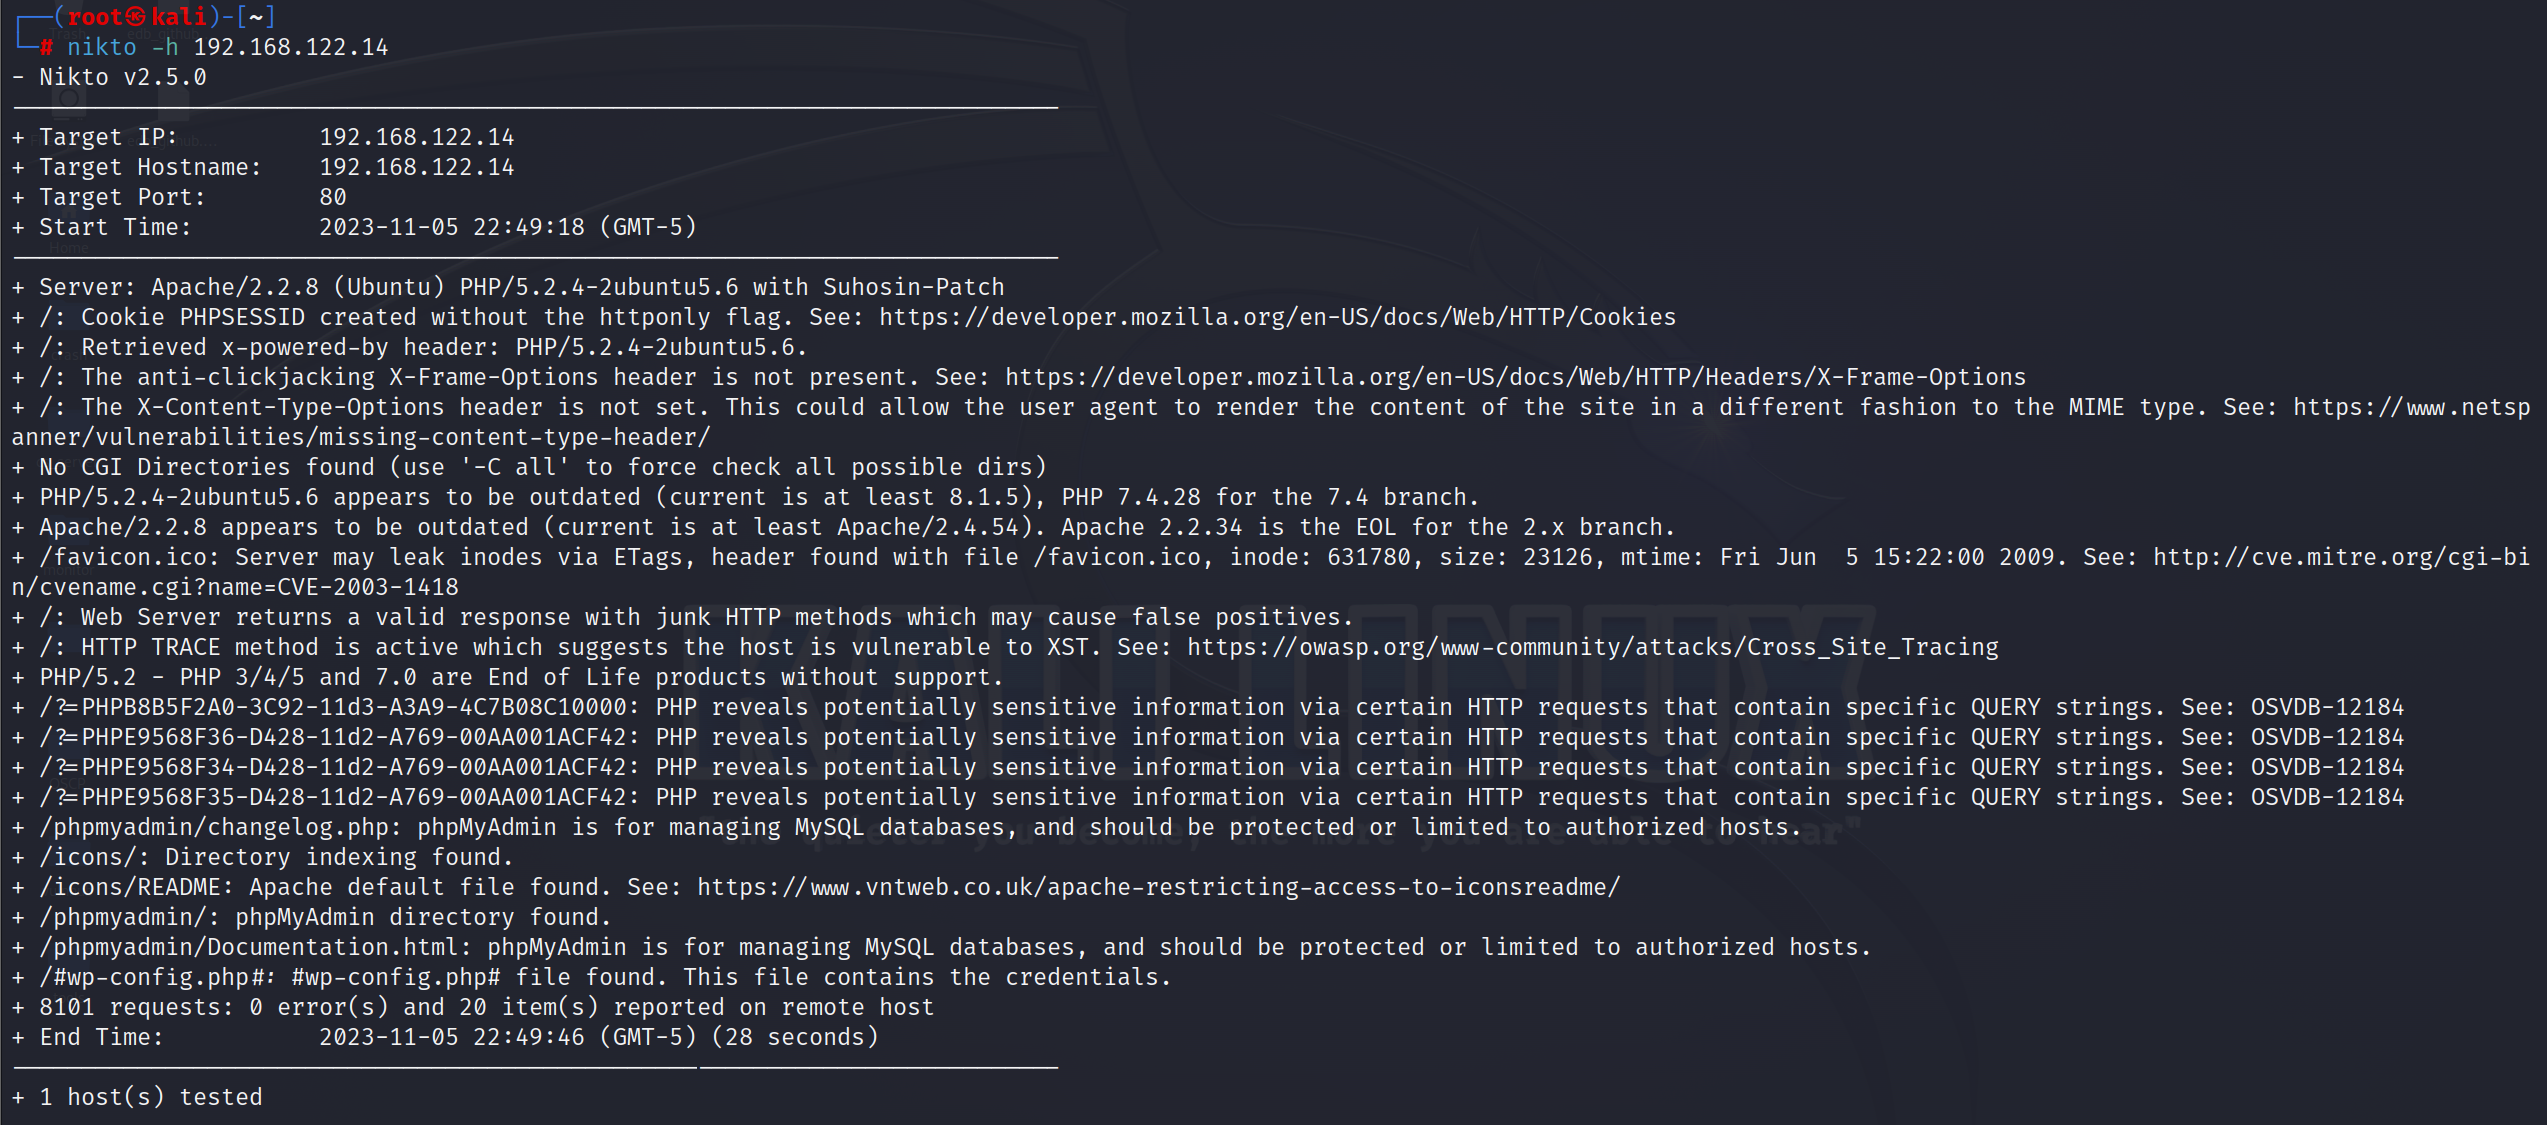 (root㉿kali)-[~]
# nikto -h 192.168.122.14
- Nikto v2.5.0
+ Target IP: 192.168.122.14
+ Target Hostname: 192.168.122.14
+ Target Port: 80
+ Start Time: 2023-11-05 22:49:18 (GMT-5)
+ Server: Apache/2.2.8 (Ubuntu) PHP/5.2.4-2ubuntu5.6 with Suhosin-Patch
+ /: Cookie PHPSESSID created without the httponly flag. See: https://developer.mozilla.org/en-US/docs/Web/HTTP/Cookies
+ /: Retrieved x-powered-by header: PHP/5.2.4-2ubuntu5.6.
+ /: The anti-clickjacking X-Frame-Options header is not present. See: https://developer.mozilla.org/en-US/docs/Web/HTTP/Headers/X-Frame-Options
+ /: The X-Content-Type-Options header is not set. This could allow the user agent to render the content of the site in a different fashion to the MIME type. See: https://www.netsp
anner/vulnerabilities/missing-content-type-header/
+ No CGI Directories found (use '-C all' to force check all possible dirs)
+ PHP/5.2.4-2ubuntu5.6 appears to be outdated (current is at least 8.1.5), PHP 7.4.28 for the 7.4 branch.
+ Apache/2.2.8 appears to be outdated (current is at least Apache/2.4.54). Apache 2.2.34 is the EOL for the 2.x branch.
+ /favicon.ico: Server may leak inodes via ETags, header found with file /favicon.ico, inode: 631780, size: 23126, mtime: Fri Jun  5 15:22:00 2009. See: http://cve.mitre.org/cgi-bi
n/cvename.cgi?name=CVE-2003-1418
+ /: Web Server returns a valid response with junk HTTP methods which may cause false positives.
+ /: HTTP TRACE method is active which suggests the host is vulnerable to XST. See: https://owasp.org/www-community/attacks/Cross_Site_Tracing
+ PHP/5.2 - PHP 3/4/5 and 7.0 are End of Life products without support.
+ /?=PHPB8B5F2A0-3C92-11d3-A3A9-4C7B08C10000: PHP reveals potentially sensitive information via certain HTTP requests that contain specific QUERY strings. See: OSVDB-12184
+ /?=PHPE9568F36-D428-11d2-A769-00AA001ACF42: PHP reveals potentially sensitive information via certain HTTP requests that contain specific QUERY strings. See: OSVDB-12184
+ /?=PHPE9568F34-D428-11d2-A769-00AA001ACF42: PHP reveals potentially sensitive information via certain HTTP requests that contain specific QUERY strings. See: OSVDB-12184
+ /?=PHPE9568F35-D428-11d2-A769-00AA001ACF42: PHP reveals potentially sensitive information via certain HTTP requests that contain specific QUERY strings. See: OSVDB-12184
+ /phpmyadmin/changelog.php: phpMyAdmin is for managing MySQL databases, and should be protected or limited to authorized hosts.
+ /icons/: Directory indexing found.
+ /icons/README: Apache default file found. See: https://www.vntweb.co.uk/apache-restricting-access-to-iconsreadme/
+ /phpmyadmin/: phpMyAdmin directory found.
+ /phpmyadmin/Documentation.html: phpMyAdmin is for managing MySQL databases, and should be protected or limited to authorized hosts.
+ /#wp-config.php#: #wp-config.php# file found. This file contains the credentials.
+ 8101 requests: 0 error(s) and 20 item(s) reported on remote host
+ End Time: 2023-11-05 22:49:46 (GMT-5) (28 seconds)
+ 1 host(s) tested
KALI LINUX
"the quieter you become, the more you are able to hear"
Trash
Home